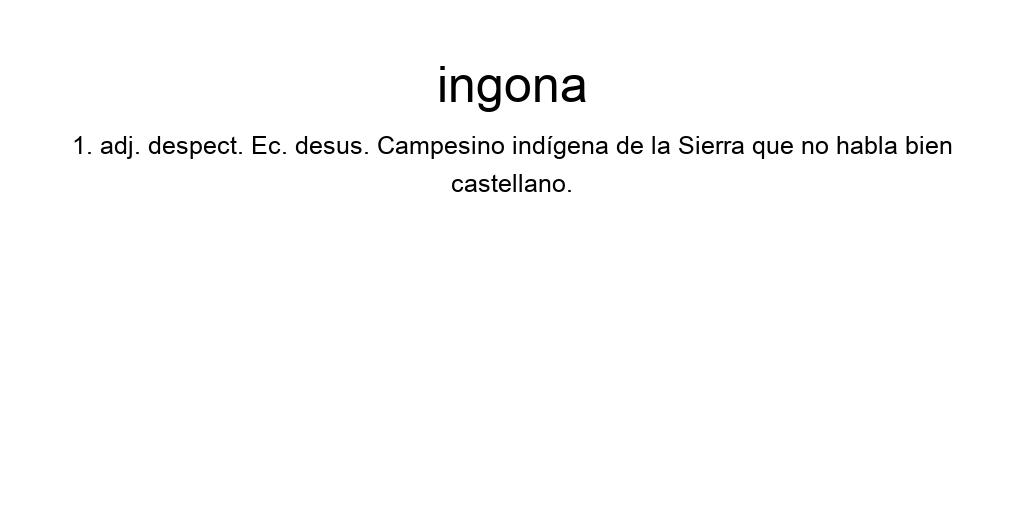 ingona
1. adj. despect. Ec. desus. Campesino indígena de la Sierra que no habla bien
castellano.